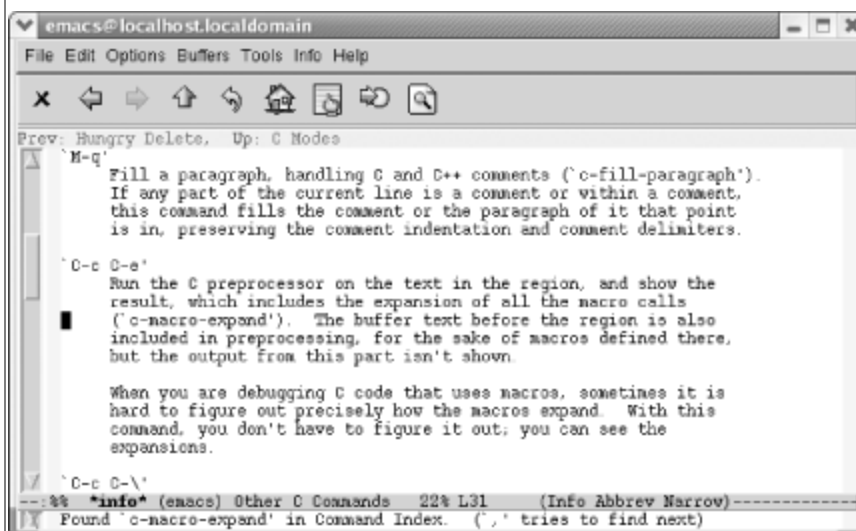 emacs@localhost.localdomain
File Edit Options Buffers Tools Info Help
Prev: Hungry Delete,  Up: C Modes
`M-q'
Fill a paragraph, handling C and C++ comments (`c-fill-paragraph').
If any part of the current line is a comment or within a comment,
this command fills the comment or the paragraph of it that point
is in, preserving the comment indentation and comment delimiters.
`C-c C-e'
Run the C preprocessor on the text in the region, and show the
result, which includes the expansion of all the macro calls
(`c-macro-expand').  The buffer text before the region is also
included in preprocessing, for the sake of macros defined there,
but the output from this part isn't shown.
When you are debugging C code that uses macros, sometimes it is
hard to figure out precisely how the macros expand.  With this
command, you don't have to figure it out; you can see the
expansions.
`C-c C-\'
--:%%  *info* (emacs) Other C Commands   22% L31    (Info Abbrev Narrow)-------------
Found `c-macro-expand' in Command Index.  (`,' tries to find next)